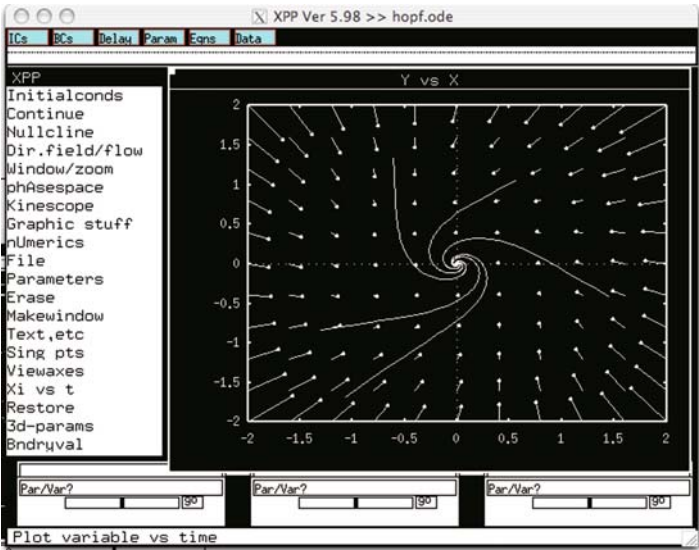 XPP Ver 5.98 >> hopf.ode
ICs BCs Delay Param Eqns Data
XPP
Initialconds
Continue
Nullcline
Dir.field/flow
Window/zoom
phAsespace
Kinescope
Graphic stuff
nUmerics
File
Parameters
Erase
Makewindow
Text,etc
Sing pts
Viewaxes
Xi vs t
Restore
3d-params
Bndryval
Y vs X
2
1.5
1
0.5
0
-0.5
-1
-1.5
-2
-2 -1.5 -1 -0.5 0 0.5 1 1.5 2
Par/Var? Par/Var? Par/Var?
go go go
Plot variable vs time